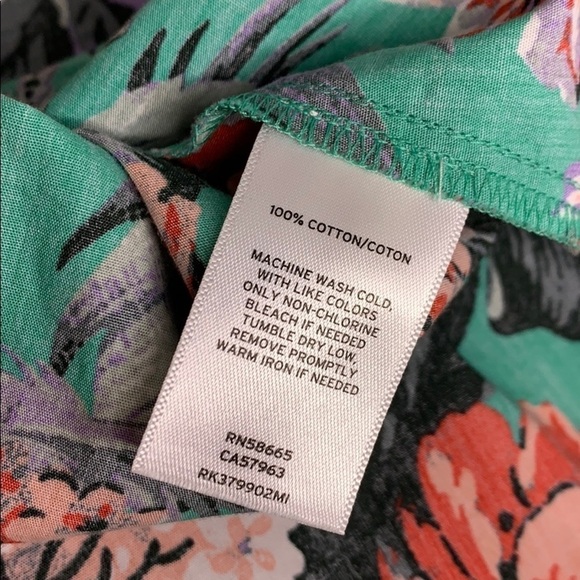 100% COTTON/COTON
MACHINE WASH COLD,
WITH LIKE COLORS
ONLY NON-CHLORINE
BLEACH IF NEEDED
TUMBLE DRY LOW,
REMOVE PROMPTLY
WARM IRON IF NEEDED
RN58665
CA57963
RK379902MI